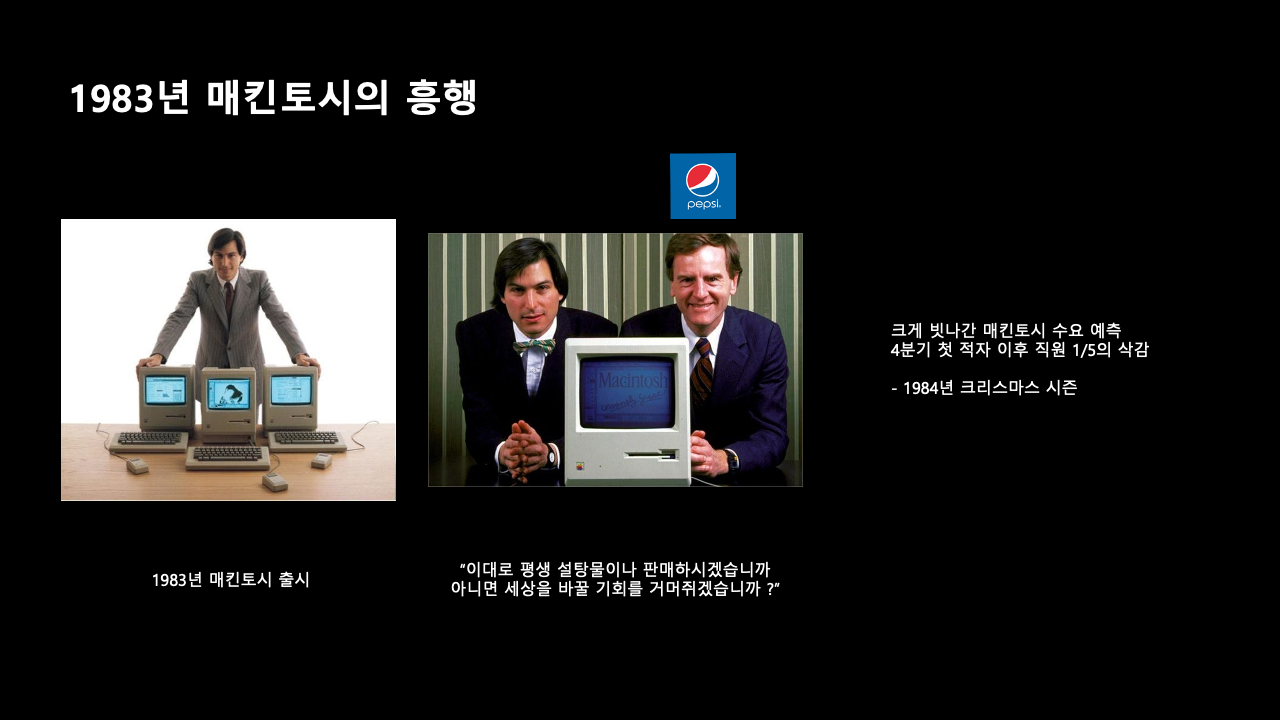 1983년 매킨토시의 흥행
pepsi
Macintosh
크게 빗나간 매킨토시 수요 예측
4분기 첫 적자 이후 직원 1/5의 삭감
- 1984년 크리스마스 시즌
1983년 매킨토시 출시
“이대로 평생 설탕물이나 판매하시겠습니까
아니면 세상을 바꿀 기회를 거머쥐겠습니까 ?”